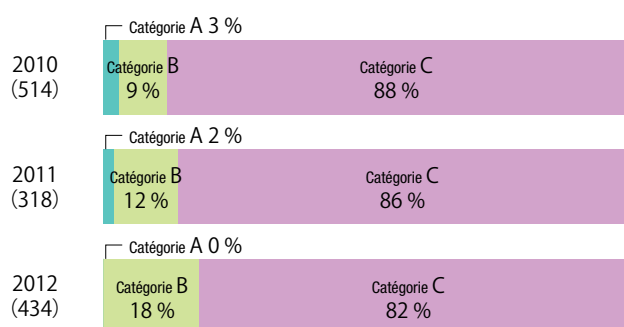 Catégorie A 3 %
2010
(514)
Catégorie B
9 %
Catégorie C
88 %
Catégorie A 2 %
2011
(318)
Catégorie B
12 %
Catégorie C
86 %
Catégorie A 0 %
2012
(434)
Catégorie B
18 %
Catégorie C
82 %